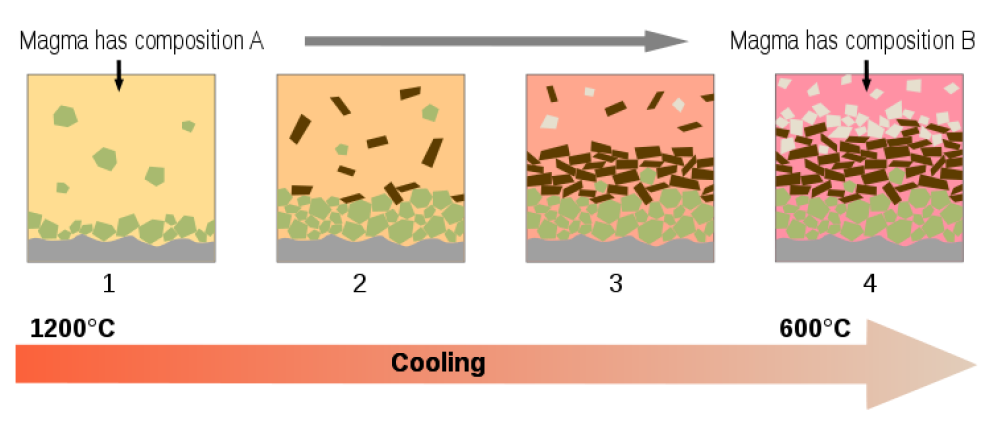 Magma has composition A
Magma has composition B
1
2
3
4
1200°C
600°C
Cooling